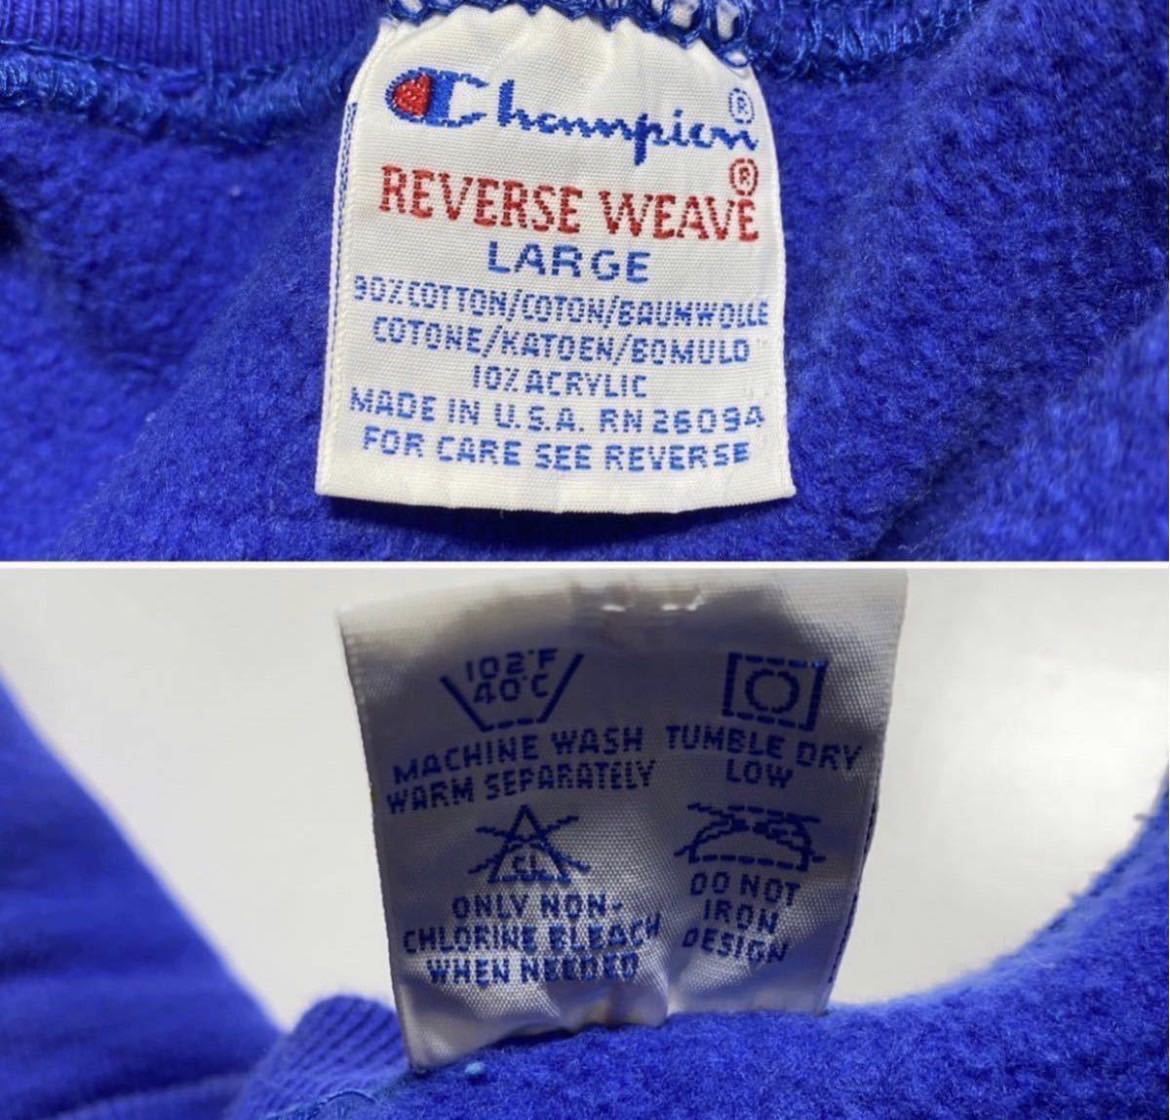 Champion®
REVERSE WEAVE®
LARGE
90% COTTON/COTON/BAUMWOLLE
COTONE/KATOEN/BOMULD
10% ACRYLIC
MADE IN U.S.A. RN 26094
FOR CARE SEE REVERSE
102°F
40°C
MACHINE WASH
WARM SEPARATELY
TUMBLE DRY
LOW
CL
ONLY NON-
CHLORINE BLEACH
WHEN NEEDED
DO NOT
IRON
DESIGN